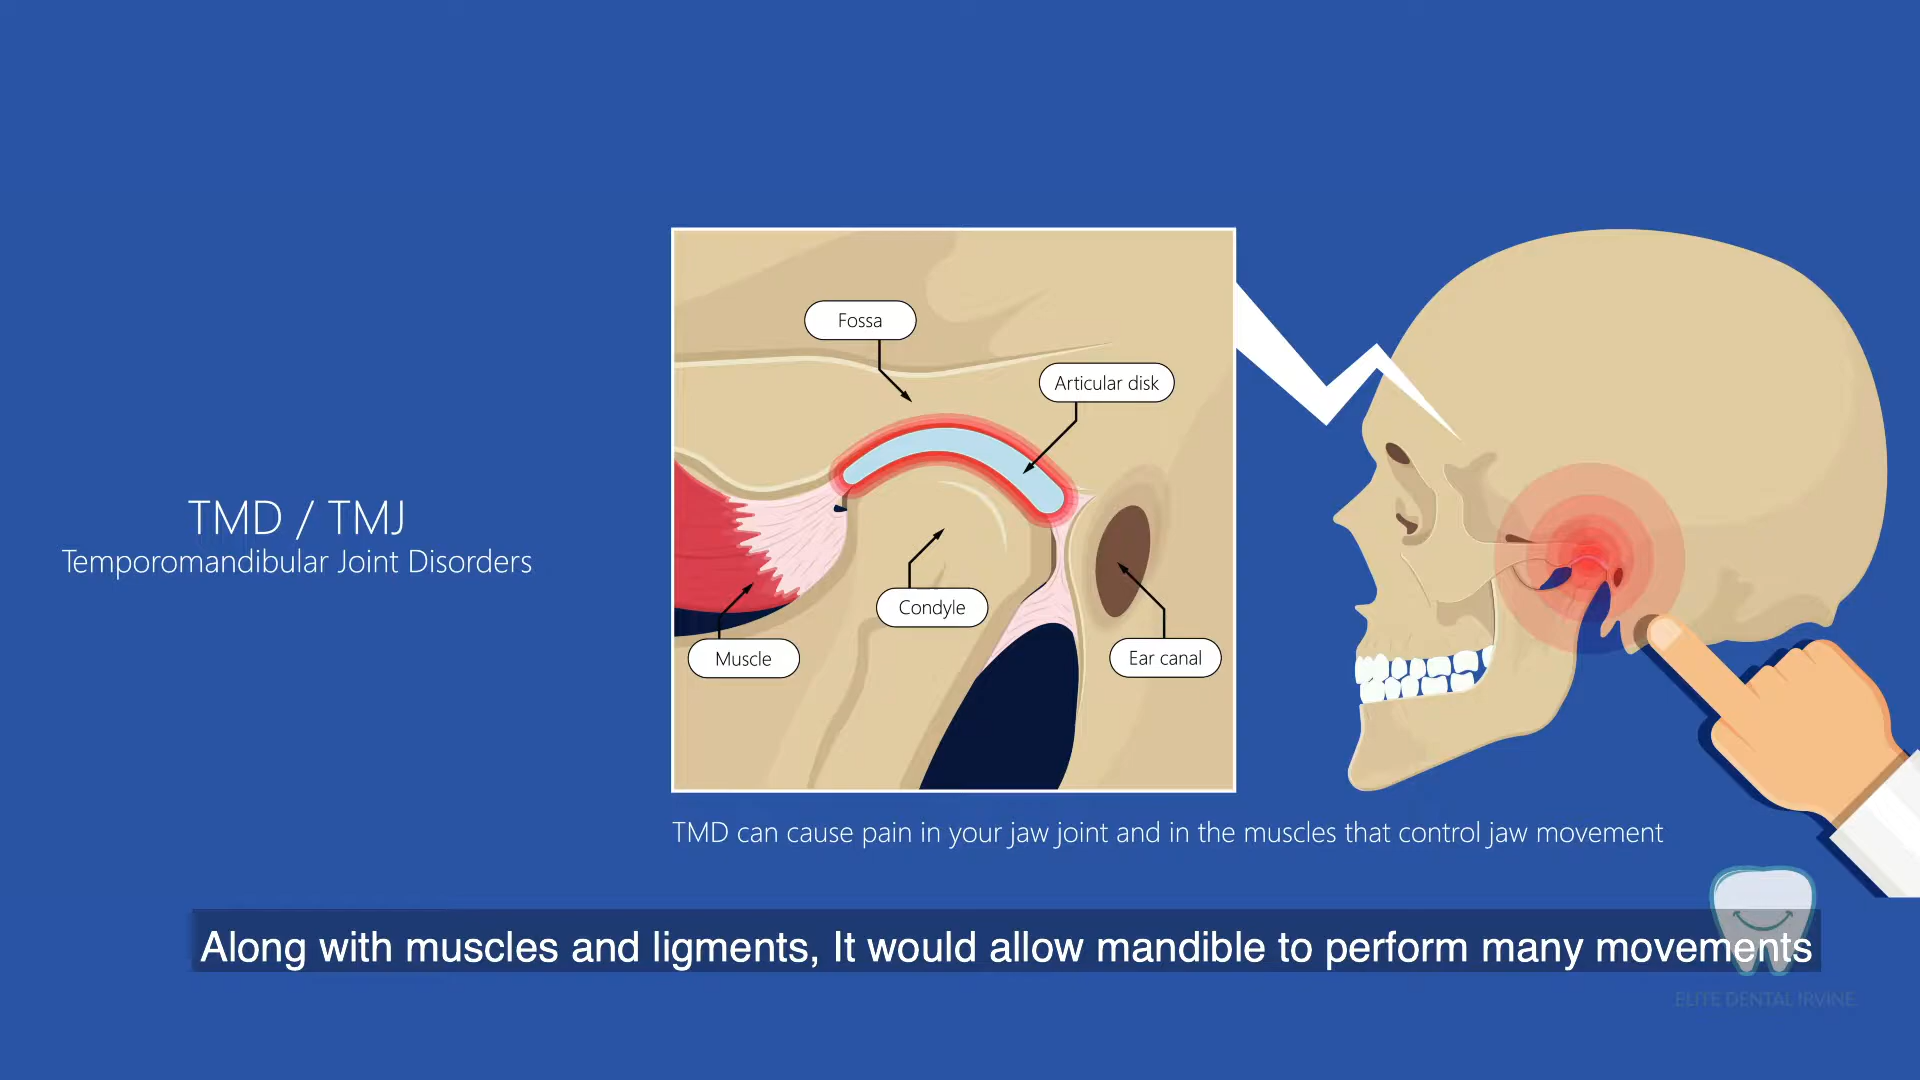 TMD / TMJ
Temporomandibular Joint Disorders
Fossa
Articular disk
Condyle
Muscle
Ear canal
TMD can cause pain in your jaw joint and in the muscles that control jaw movement
Along with muscles and ligments, It would allow mandible to perform many movements
ELITE DENTAL IRVINE